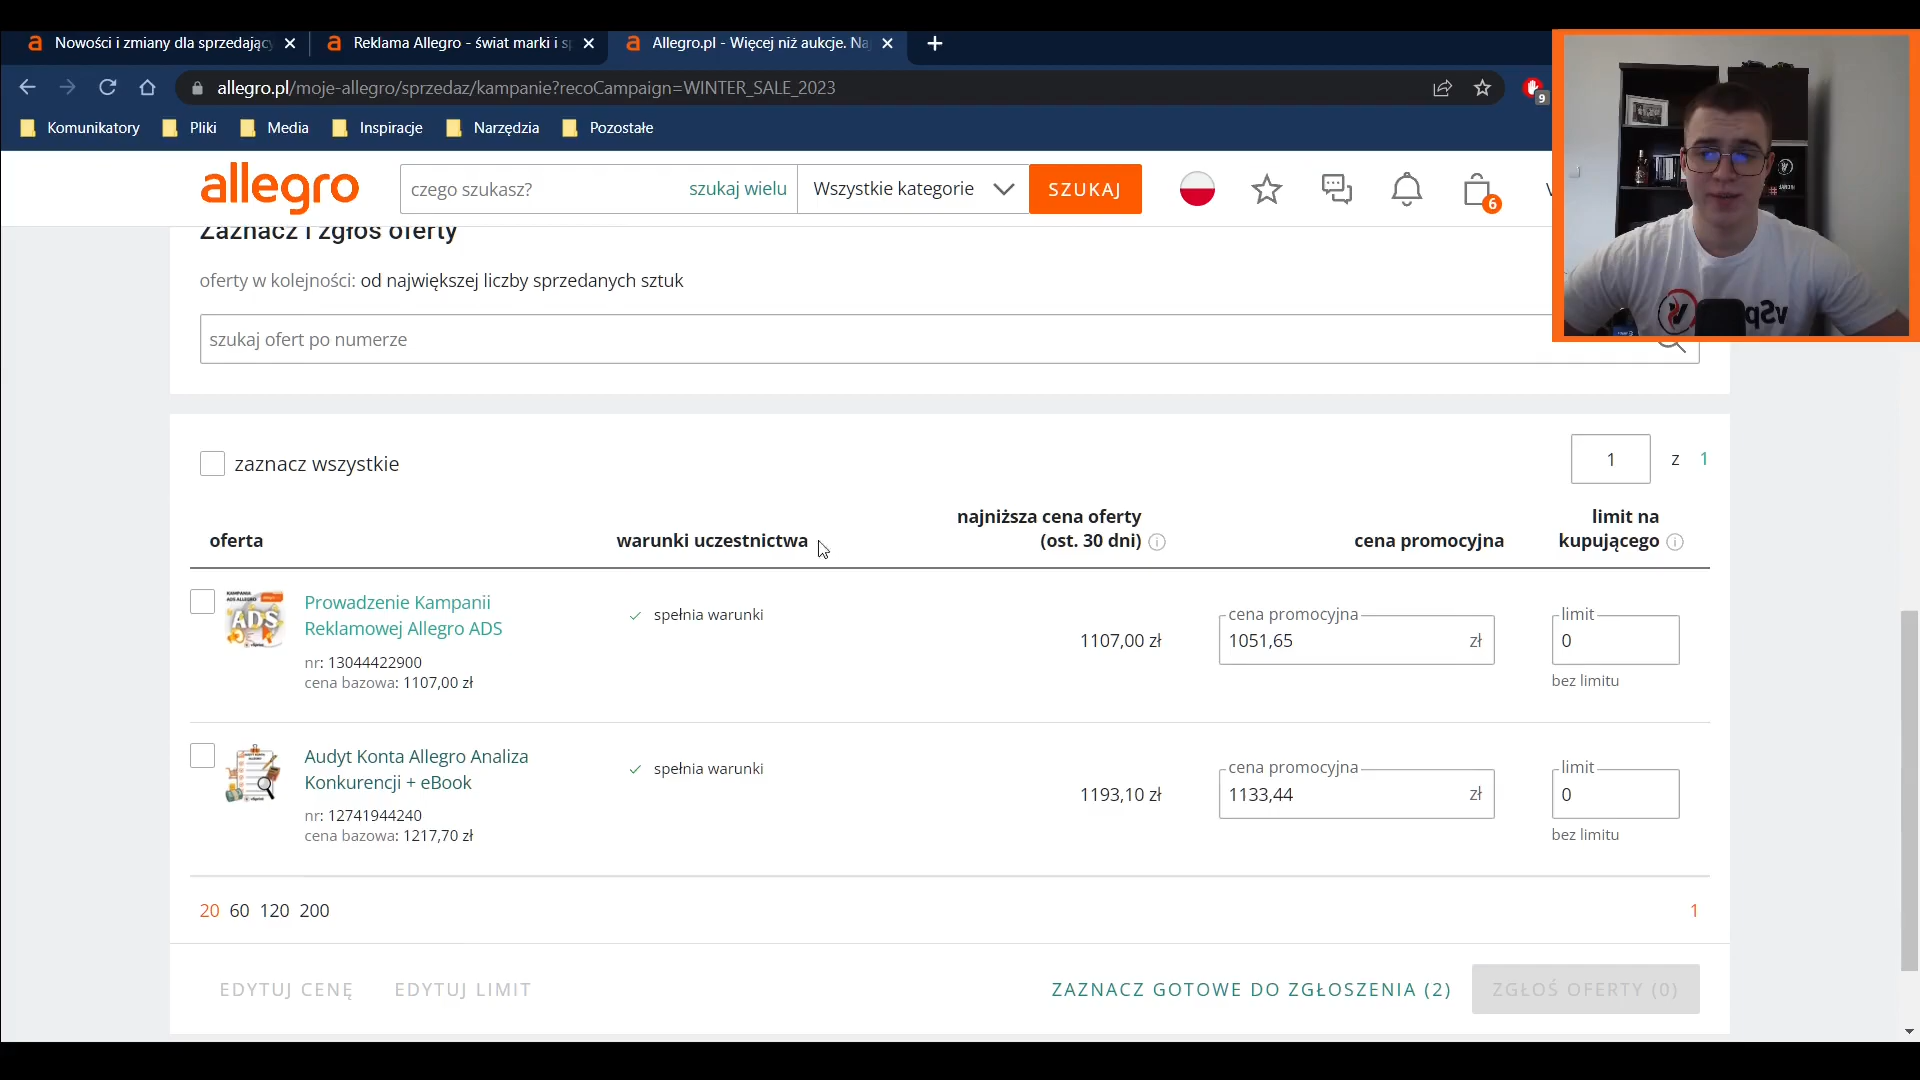 Nowości i zmiany dla sprzedając
Reklama Allegro - świat marki i sp
Allegro.pl - Więcej niż aukcje. Na
allegro.pl/moje-allegro/sprzedaz/kampanie?recoCampaign=WINTER_SALE_2023
9
Komunikatory
Pliki
Media
Inspiracje
Narzędzia
Pozostałe
allegro
czego szukasz?
szukaj wielu
Wszystkie kategorie
SZUKAJ
6
Zaznacz i zgłoś oferty
oferty w kolejności: od największej liczby sprzedanych sztuk
szukaj ofert po numerze
zaznacz wszystkie
1 z 1
oferta
warunki uczestnictwa
najniższa cena oferty
(ost. 30 dni)
cena promocyjna
limit na
kupującego
ADS
Prowadzenie Kampanii
Reklamowej Allegro ADS
nr: 13044422900
cena bazowa: 1107,00 zł
spełnia warunki
1107,00 zł
cena promocyjna
1051,65 zł
limit
0
bez limitu
Audyt Konta Allegro Analiza
Konkurencji + eBook
nr: 12741944240
cena bazowa: 1217,70 zł
spełnia warunki
1193,10 zł
cena promocyjna
1133,44 zł
limit
0
bez limitu
20 60 120 200
1
EDYTUJ CENĘ
EDYTUJ LIMIT
ZAZNACZ GOTOWE DO ZGŁOSZENIA (2)
ZGŁOŚ OFERTY (0)